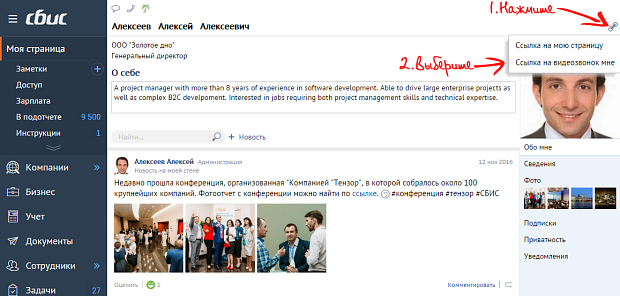 сбис
Моя страница
Заметки
Доступ
Зарплата
В подотчете 9 500
Инструкции 1
Компании
Бизнес
Учет
Документы
Сотрудники
Задачи 27
Алексеев Алексей Алексеевич
ООО "Золотое дно"
Генеральный директор
О себе
A project manager with more than 8 years of experience in software development. Able to drive large enterprise projects as
well as complex B2C development. Interested in jobs requiring both project management skills and technical expertise.
Найти...
+ Новость
Алексеев Алексей Администрация
12 ноя 2016
Новость на моей стене
Недавно прошла конференция, организованная "Компанией "Тензор", в которой собралось около 100
крупнейших компаний. Фотоотчет с конференции можно найти по ссылке. #конференция #тензор #СБИС
Оценить 1
Комментировать
1. Нажмите
Ссылка на мою страницу
2. Выберите
Ссылка на видеозвонок мне
Обо мне
Сведения
Фото
Подписки
Приватность
Уведомления